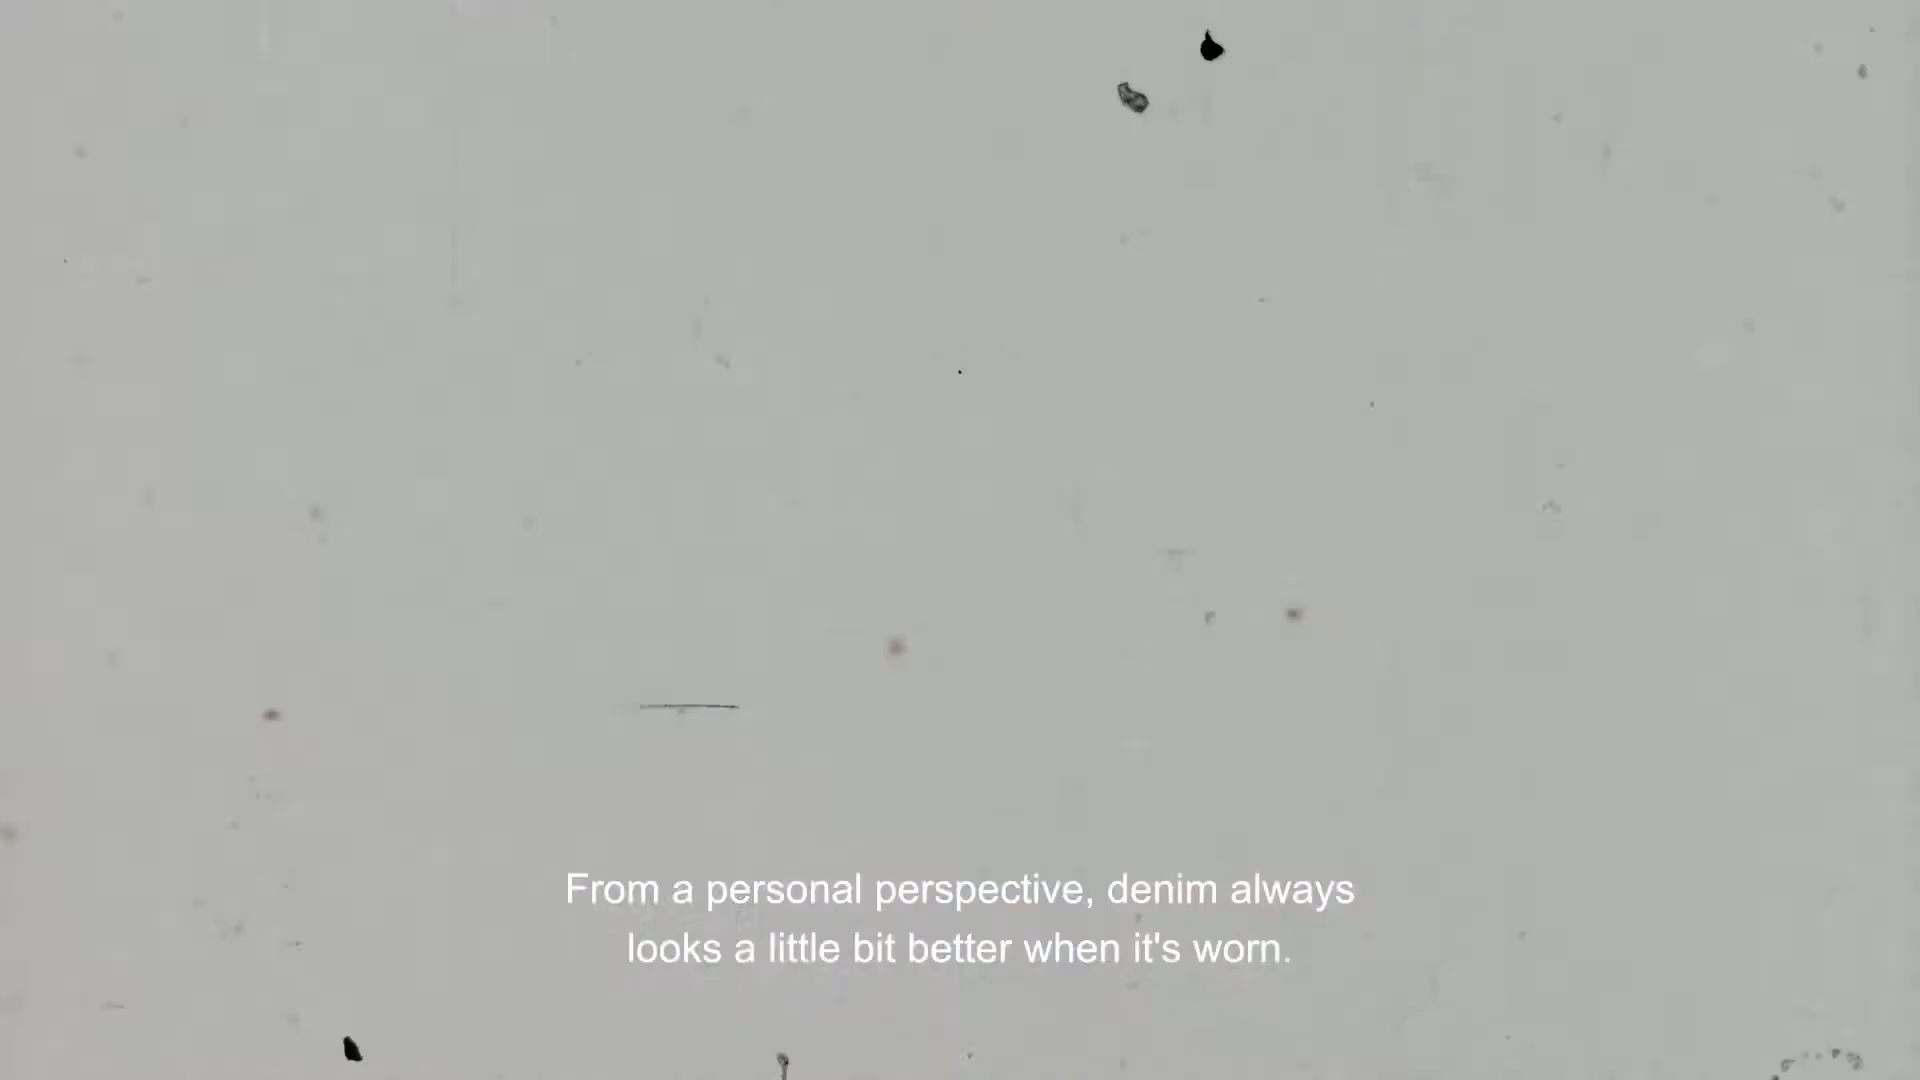 From a personal perspective, denim always
looks a little bit better when it's worn.